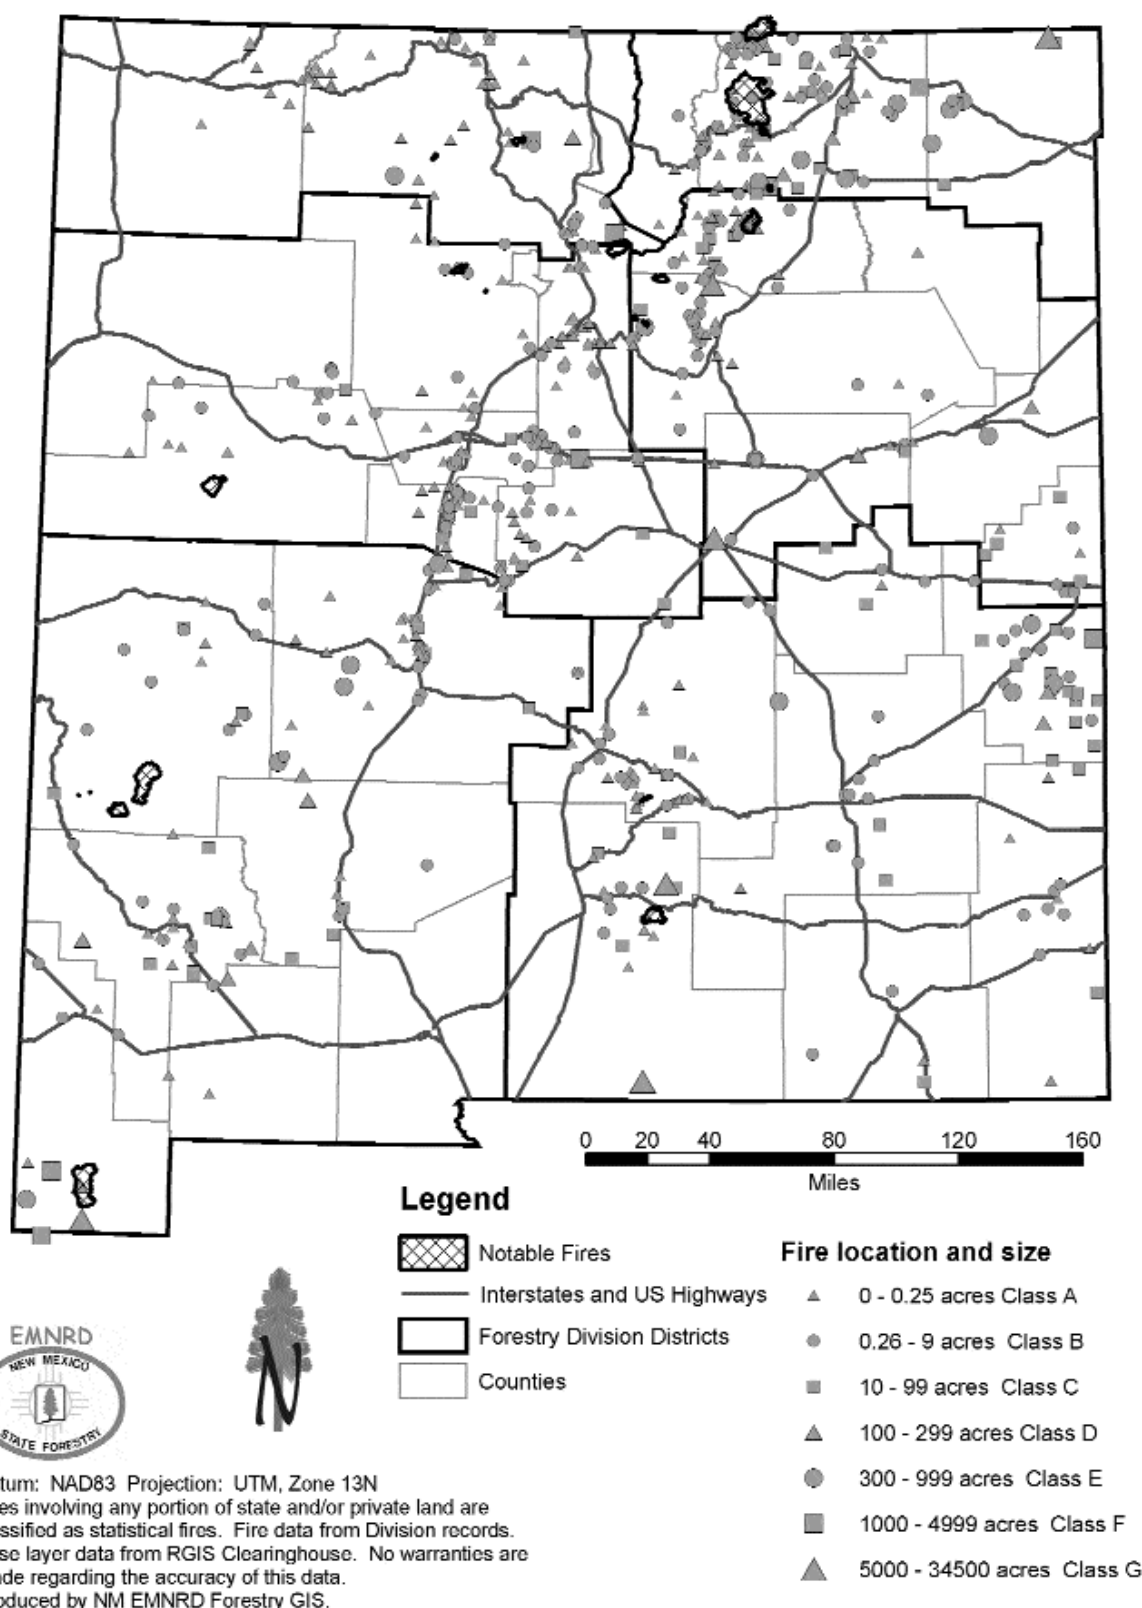 0 20 40 80 120 160
Miles
Legend
Notable Fires
Interstates and US Highways
Forestry Division Districts
Counties
Fire location and size
0 - 0.25 acres Class A
0.26 - 9 acres Class B
10 - 99 acres Class C
100 - 299 acres Class D
300 - 999 acres Class E
1000 - 4999 acres Class F
5000 - 34500 acres Class G
EMNRD
NEW MEXICO
STATE FORESTRY
tum: NAD83 Projection: UTM, Zone 13N
es involving any portion of state and/or private land are
ssified as statistical fires. Fire data from Division records.
se layer data from RGIS Clearinghouse. No warranties are
de regarding the accuracy of this data.
oduced by NM EMNRD Forestry GIS.